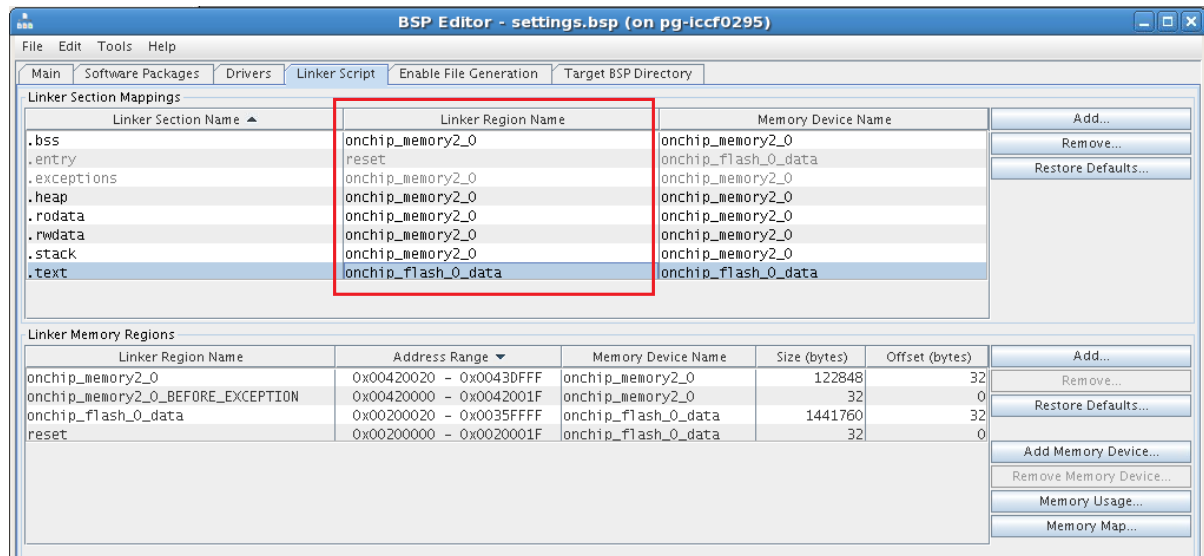 BSP Editor - settings.bsp (on pg-iccf0295)
File Edit Tools Help
Main Software Packages Drivers Linker Script Enable File Generation Target BSP Directory
Linker Section Mappings
Linker Section Name Linker Region Name Memory Device Name Add...
.bss onchip_memory2_0 onchip_memory2_0 Remove...
.entry reset onchip_flash_0_data
.exceptions onchip_memory2_0 onchip_memory2_0 Restore Defaults...
.heap onchip_memory2_0 onchip_memory2_0
.rodata onchip_memory2_0 onchip_memory2_0
.rwdata onchip_memory2_0 onchip_memory2_0
.stack onchip_memory2_0 onchip_memory2_0
.text onchip_flash_0_data onchip_flash_0_data
Linker Memory Regions
Linker Region Name Address Range Memory Device Name Size (bytes) Offset (bytes) Add...
onchip_memory2_0 0x00420020 - 0x0043DFFF onchip_memory2_0 122848 32 Remove...
onchip_memory2_0_BEFORE_EXCEPTION 0x00420000 - 0x0042001F onchip_memory2_0 32 0
onchip_flash_0_data 0x00200020 - 0x0035FFFF onchip_flash_0_data 1441760 32 Restore Defaults...
reset 0x00200000 - 0x0020001F onchip_flash_0_data 32 0
Add Memory Device...
Remove Memory Device...
Memory Usage...
Memory Map...